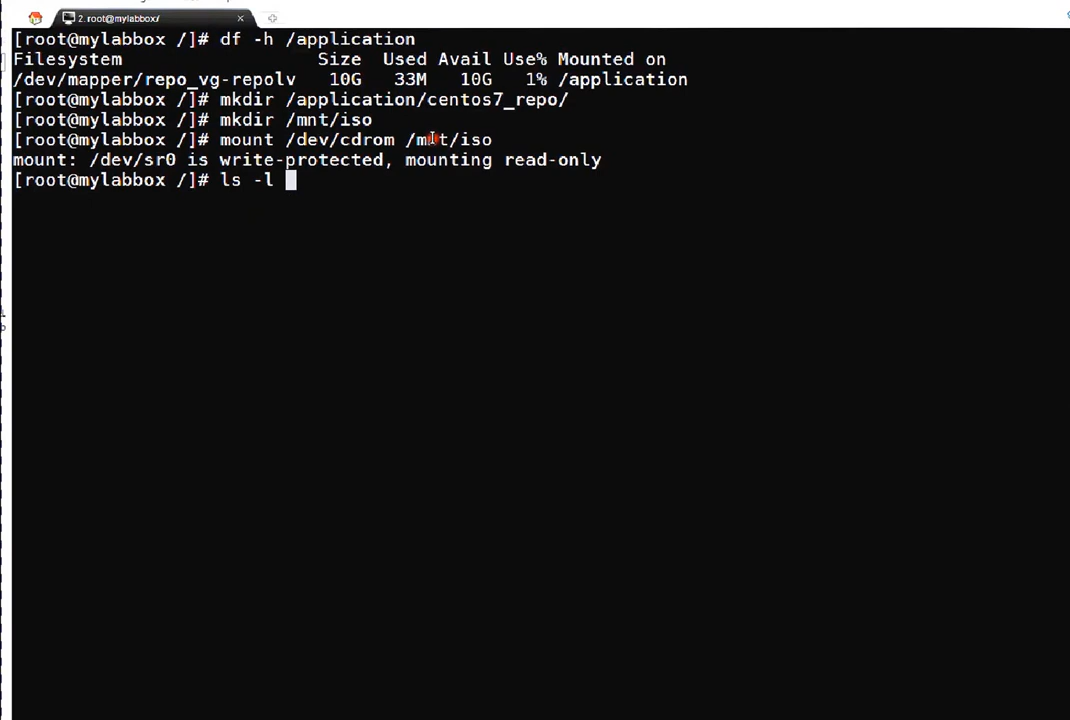 2. root@mylabbox/
[root@mylabbox /]# df -h /application
Filesystem Size Used Avail Use% Mounted on
/dev/mapper/repo_vg-repolv 10G 33M 10G 1% /application
[root@mylabbox /]# mkdir /application/centos7_repo/
[root@mylabbox /]# mkdir /mnt/iso
[root@mylabbox /]# mount /dev/cdrom /mnt/iso
mount: /dev/sr0 is write-protected, mounting read-only
[root@mylabbox /]# ls -l